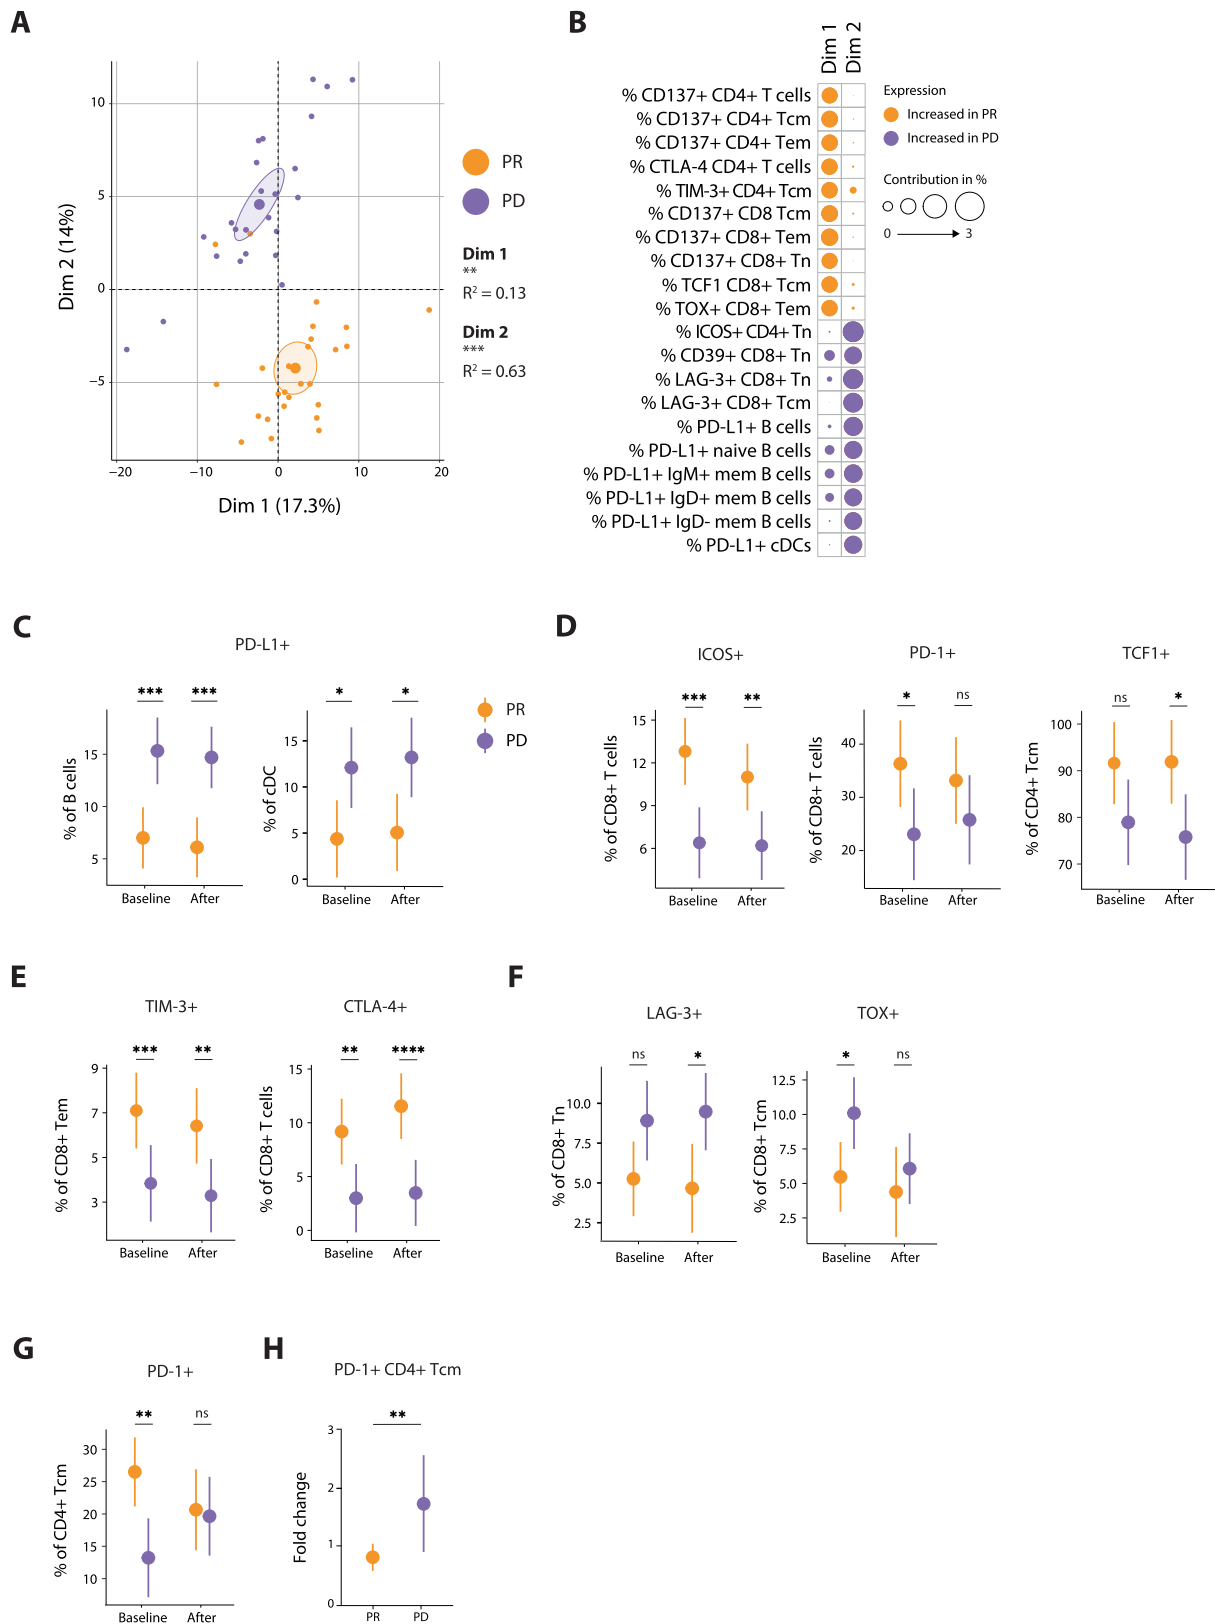 A
10
5
0
−5
−20
−10
0
10
20
Dim 2 (14%)
Dim 1 (17.3%)
PR
PD
Dim 1
**
R² = 0.13
Dim 2
***
R² = 0.63
B
Dim 1
Dim 2
% CD137+ CD4+ T cells
% CD137+ CD4+ Tcm
% CD137+ CD4+ Tem
% CTLA-4 CD4+ T cells
% TIM-3+ CD4+ Tcm
% CD137+ CD8 Tcm
% CD137+ CD8+ Tem
% CD137+ CD8+ Tn
% TCF1 CD8+ Tcm
% TOX+ CD8+ Tem
% ICOS+ CD4+ Tn
% CD39+ CD8+ Tn
% LAG-3+ CD8+ Tn
% LAG-3+ CD8+ Tcm
% PD-L1+ B cells
% PD-L1+ naive B cells
% PD-L1+ IgM+ mem B cells
% PD-L1+ IgD+ mem B cells
% PD-L1+ IgD- mem B cells
% PD-L1+ cDCs
Expression
Increased in PR
Increased in PD
Contribution in %
0
3
C
PD-L1+
***
***
% of B cells
15
10
5
Baseline
After
*
*
% of cDC
15
10
5
0
Baseline
After
PR
PD
D
ICOS+
***
**
% of CD8+ T cells
15
12
9
6
Baseline
After
PD-1+
*
ns
% of CD8+ T cells
40
30
20
Baseline
After
TCF1+
ns
*
% of CD4+ Tcm
100
90
80
70
Baseline
After
E
TIM-3+
***
**
% of CD8+ Tem
9
7
5
3
Baseline
After
CTLA-4+
**
****
% of CD8+ T cells
15
10
5
0
Baseline
After
F
LAG-3+
ns
*
% of CD8+ Tn
10.0
7.5
5.0
2.5
Baseline
After
TOX+
*
ns
% of CD8+ Tcm
12.5
10.0
5.0
2.5
Baseline
After
G
PD-1+
**
ns
% of CD4+ Tcm
30
25
20
15
10
Baseline
After
H
PD-1+ CD4+ Tcm
**
Fold change
3
2
1
0
PR
PD